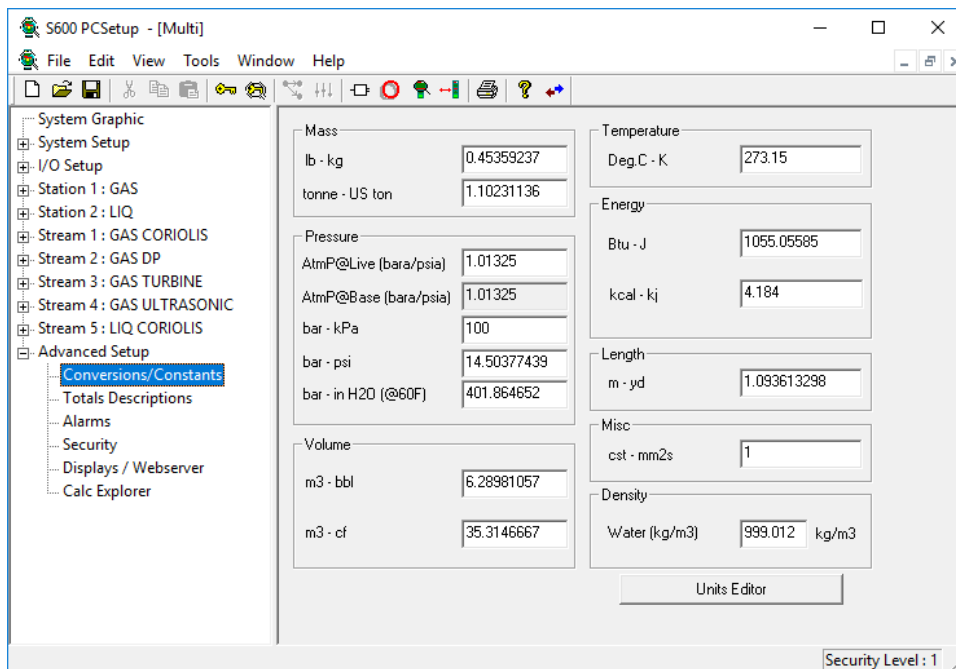 S600 PCSetup - [Multi]
File Edit View Tools Window Help
System Graphic
System Setup
I/O Setup
Station 1 : GAS
Station 2 : LIQ
Stream 1 : GAS CORIOLIS
Stream 2 : GAS DP
Stream 3 : GAS TURBINE
Stream 4 : GAS ULTRASONIC
Stream 5 : LIQ CORIOLIS
Advanced Setup
Conversions/Constants
Totals Descriptions
Alarms
Security
Displays / Webserver
Calc Explorer
Mass
lb - kg 0.45359237
tonne - US ton 1.10231136
Pressure
AtmP@Live (bara/psia) 1.01325
AtmP@Base (bara/psia) 1.01325
bar - kPa 100
bar - psi 14.50377439
bar - in H2O (@60F) 401.864652
Volume
m3 - bbl 6.28981057
m3 - cf 35.3146667
Temperature
Deg.C - K 273.15
Energy
Btu - J 1055.05585
kcal - kj 4.184
Length
m - yd 1.093613298
Misc
cst - mm2s 1
Density
Water (kg/m3) 999.012 kg/m3
Units Editor
Security Level : 1